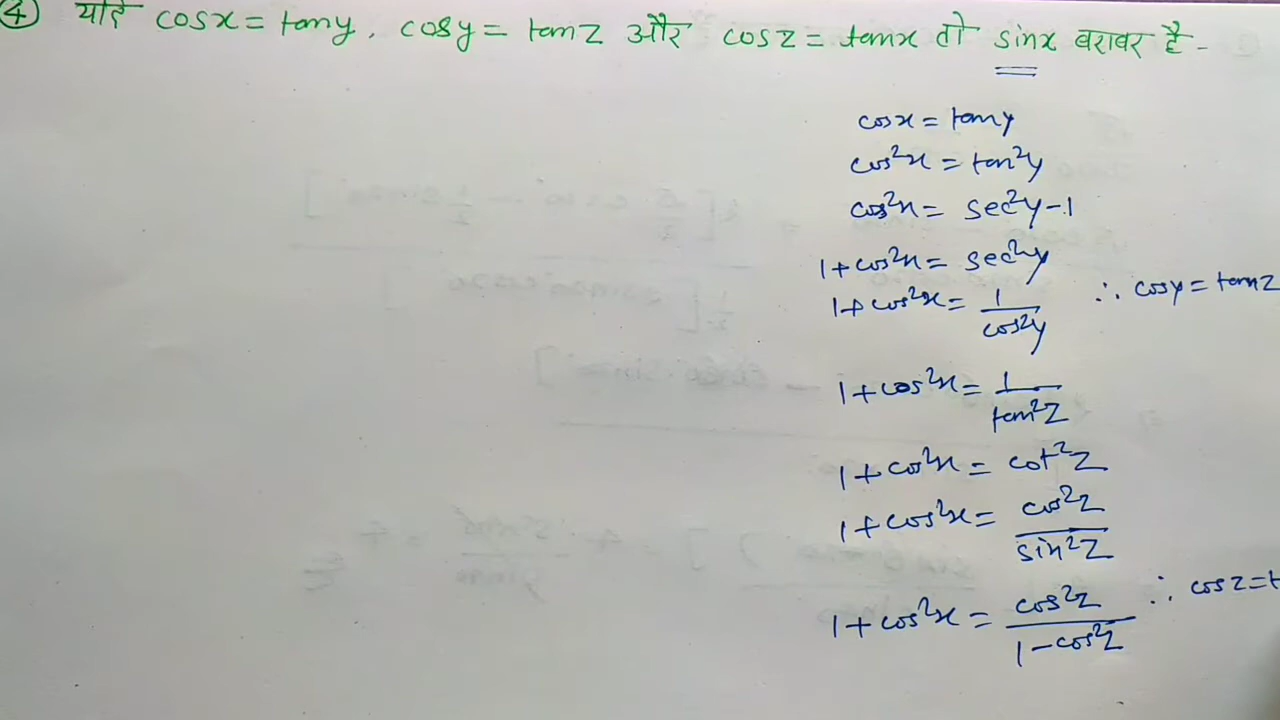 ④ यदि cosx = tany, cosy = tanz और cosz = tanx तो sinx बराबर है -
cosx = tany
cos²x = tan²y
cos²x = sec²y-1
1+cos²x = sec²y
1+cos²x = 1/cos²y ∴ cosy = tanz
1+cos²x = 1/tan²z
1+cos²x = cot²z
1+cos²x = cos²z/sin²z
1+cos²x = cos²z/1-cos²z ∴ cosz=t